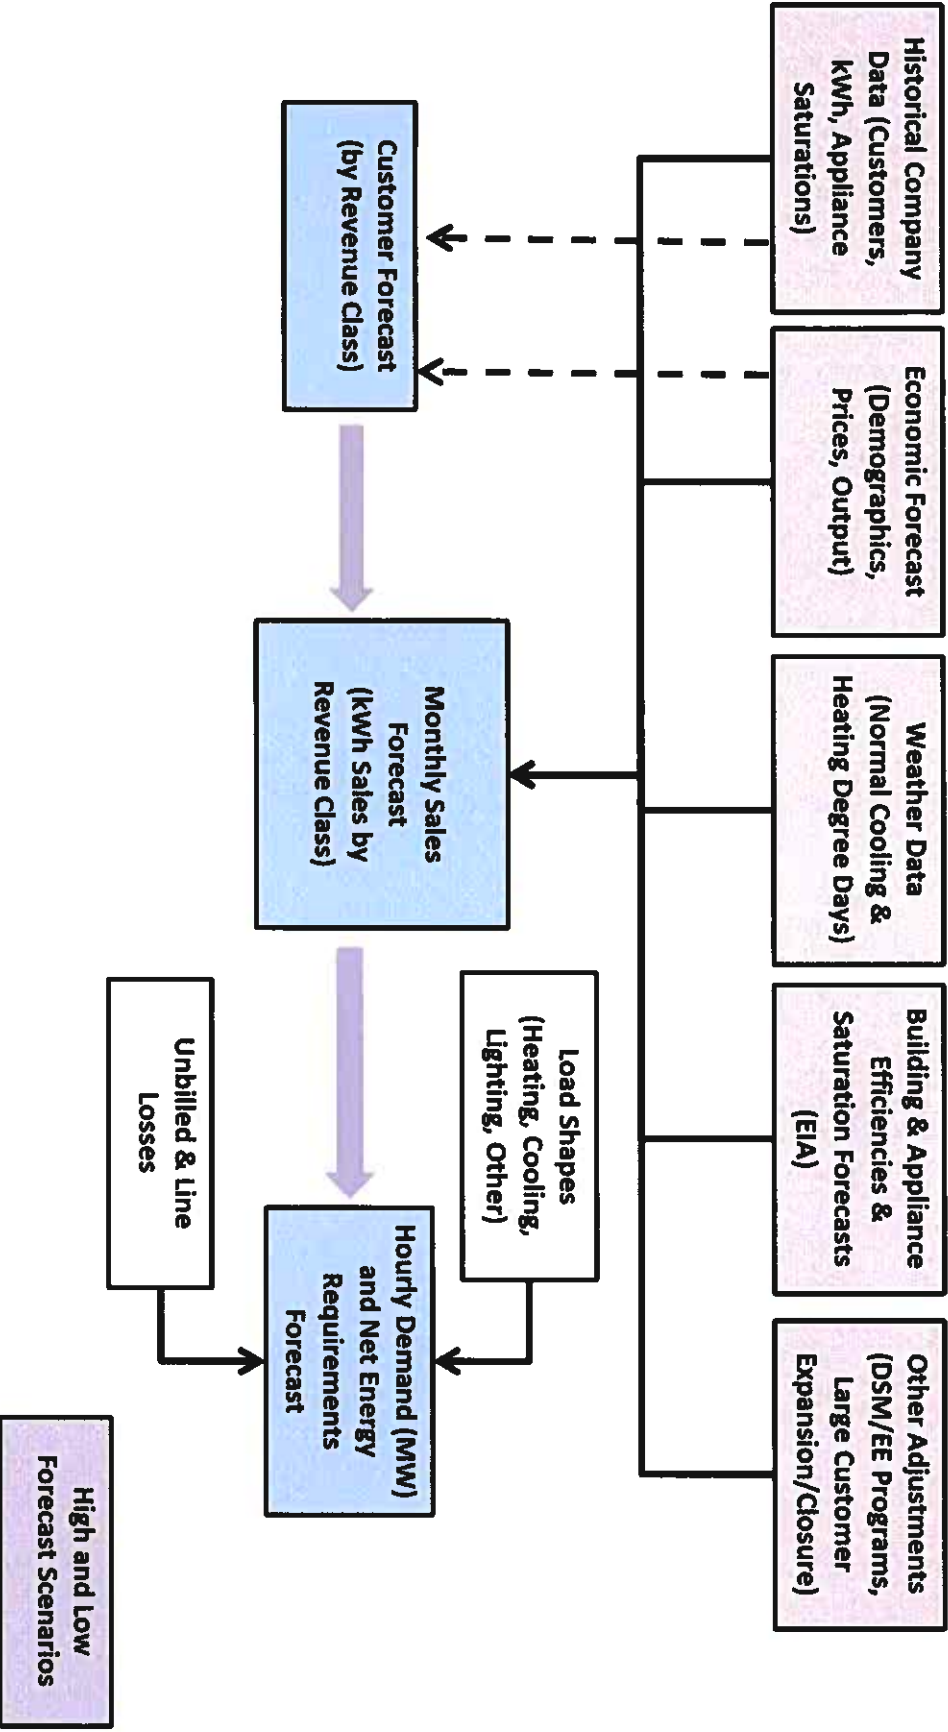 Historical Company
Data (Customers,
kWh, Appliance
Saturations)
Economic Forecast
(Demographics,
Prices, Output)
Weather Data
(Normal Cooling &
Heating Degree Days)
Building & Appliance
Efficiencies &
Saturation Forecasts
(EIA)
Other Adjustments
(DSM/EE Programs,
Large Customer
Expansion/Closure)
Customer Forecast
(by Revenue Class)
Monthly Sales
Forecast
(kWh Sales by
Revenue Class)
Load Shapes
(Heating, Cooling,
Lighting, Other)
Hourly Demand (MW)
and Net Energy
Requirements
Forecast
Unbilled & Line
Losses
High and Low
Forecast Scenarios